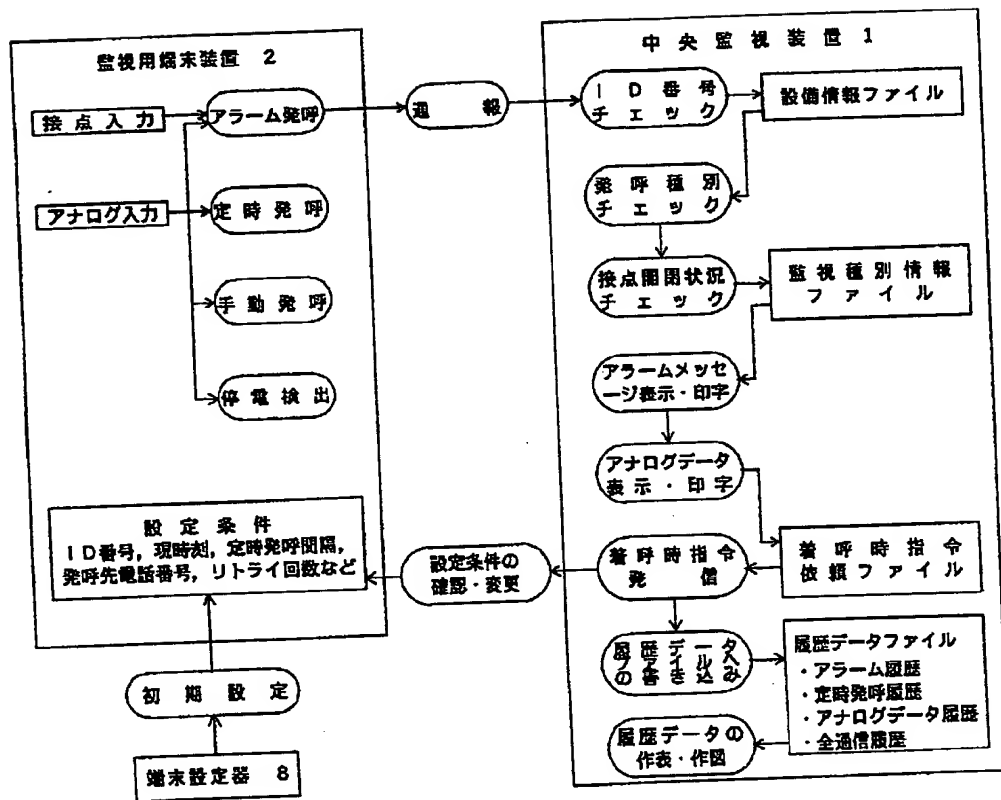 監視用端末装置 2
接点入力
アラーム発呼
アナログ入力
定時発呼
手動発呼
停電検出
設定条件
ID番号, 現時刻, 定時発呼間隔,
発呼先電話番号, リトライ回数など
初期設定
端末設定器 8
通報
設定条件の
確認・変更
中央監視装置 1
ID番号
チェック
設備情報ファイル
発呼種別
チェック
接点開閉状況
チェック
監視種別情報
ファイル
アラームメッセ
ージ表示・印字
アナログデータ
表示・印字
着呼時指令
発信
着呼時指令
依頼ファイル
履歴データ
ファイルへ
の書き込み
履歴データファイル
・アラーム履歴
・定時発呼履歴
・アナログデータ履歴
・全通信履歴
履歴データの
作表・作図